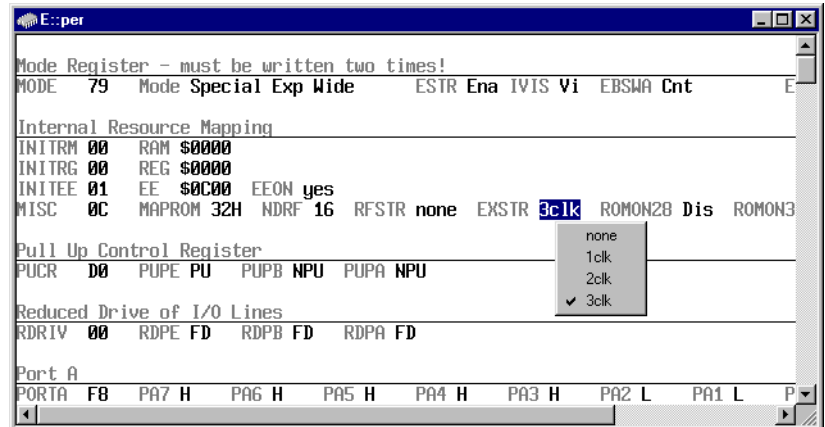 E::per
Mode Register – must be written two times!
MODE 79 Mode Special Exp Wide ESTR Ena IVIS Vi EBSWA Cnt E
Internal Resource Mapping
INITRM 00 RAM $0000
INITRG 00 REG $0000
INITEE 01 EE $0C00 EEON yes
MISC 0C MAPROM 32H NDRF 16 RFSTR none EXSTR 3clk ROMON28 Dis ROMON3
none
1clk
2clk
✔ 3clk
Pull Up Control Register
PUCR D0 PUPE PU PUPB NPU PUPA NPU
Reduced Drive of I/O Lines
RDRIV 00 RDPE FD RDPB FD RDPA FD
Port A
PORTA F8 PA7 H PA6 H PA5 H PA4 H PA3 H PA2 L PA1 L P